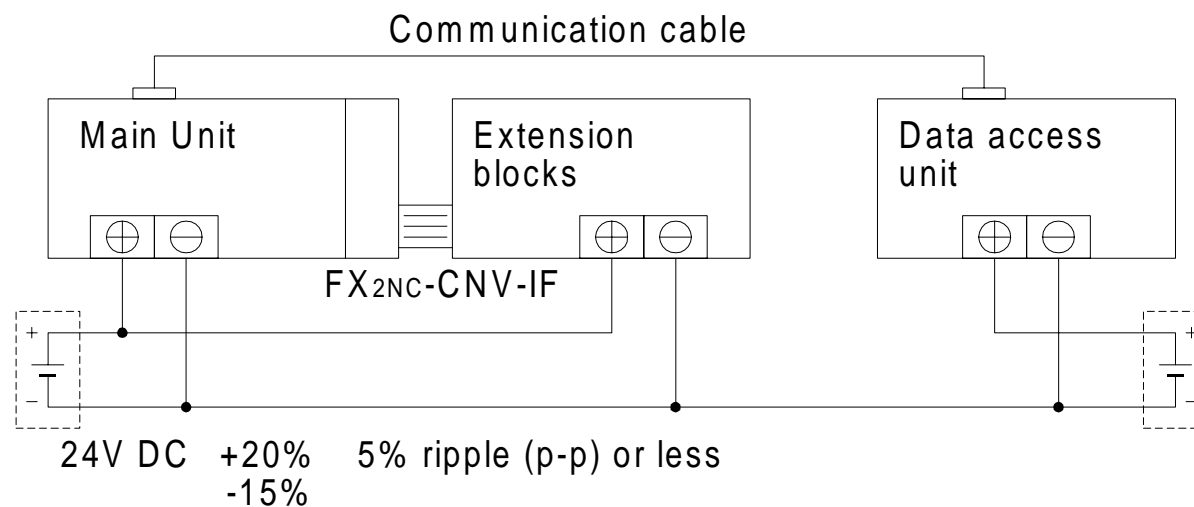 Communication cable
Main Unit
Extension
blocks
Data access
unit
FX2NC-CNV-IF
+
+
−
−
24V DC +20% 5% ripple (p-p) or less
-15%